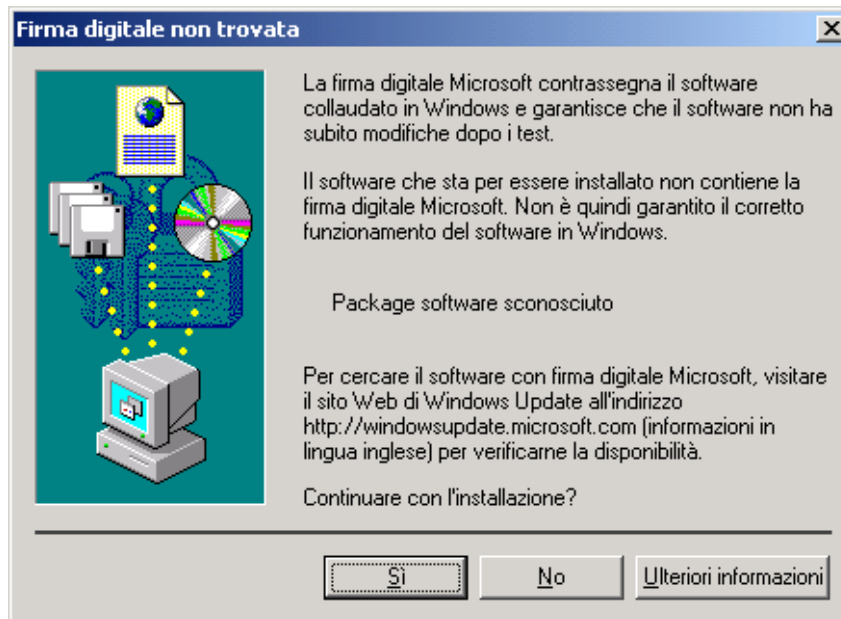 Firma digitale non trovata
La firma digitale Microsoft contrassegna il software
collaudato in Windows e garantisce che il software non ha
subito modifiche dopo i test.
Il software che sta per essere installato non contiene la
firma digitale Microsoft. Non è quindi garantito il corretto
funzionamento del software in Windows.
Package software sconosciuto
Per cercare il software con firma digitale Microsoft, visitare
il sito Web di Windows Update all'indirizzo
http://windowsupdate.microsoft.com (informazioni in
lingua inglese) per verificarne la disponibilità.
Continuare con l'installazione?
Sì No Ulteriori informazioni